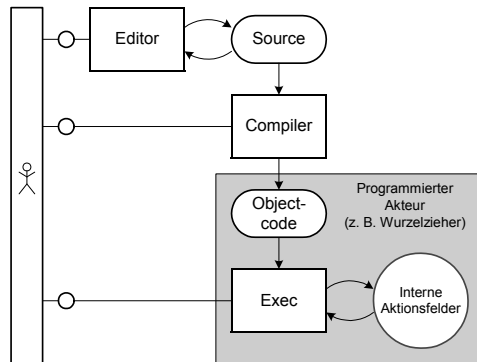 Editor
Source
Compiler
Programmierter
Akteur
(z. B. Wurzelzieher)
Object-
code
Exec
Interne
Aktionsfelder